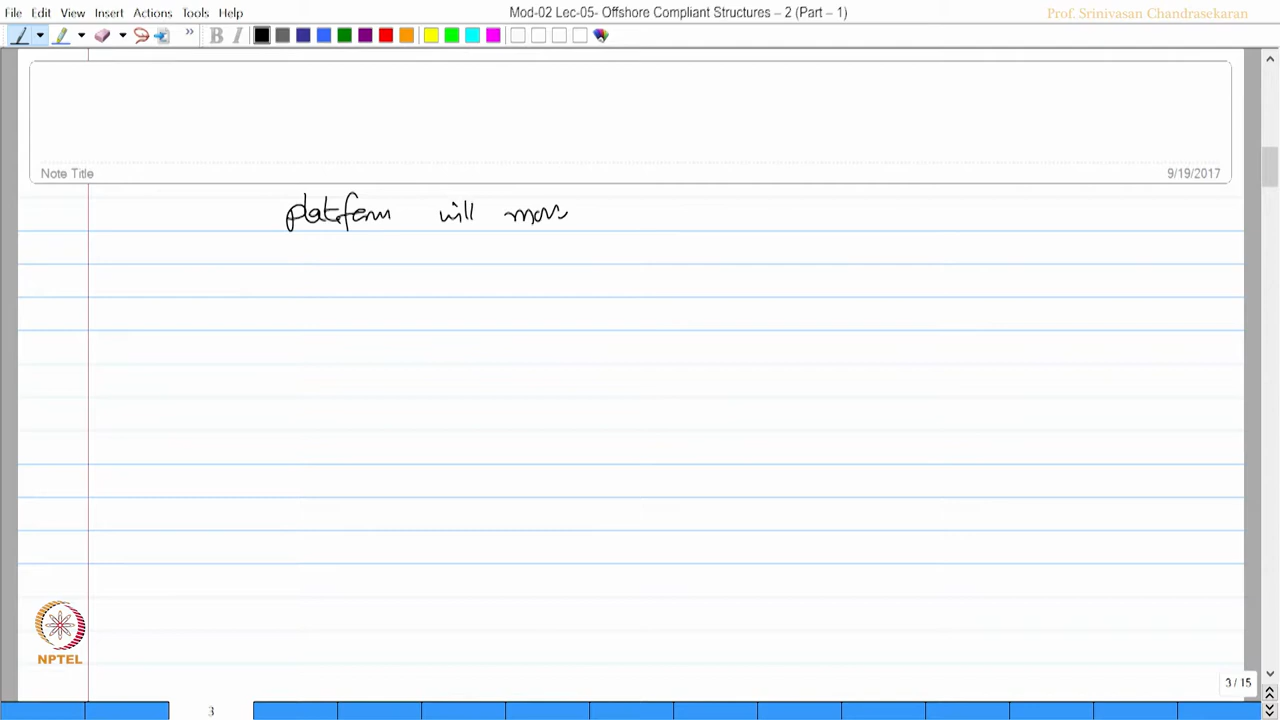 File Edit View Insert Actions Tools Help Mod-02 Lec-05- Offshore Compliant Structures – 2 (Part – 1) Prof. Srinivasan Chandrasekaran
B I
Note Title 9/19/2017
platform will move
NPTEL
3 / 15
3